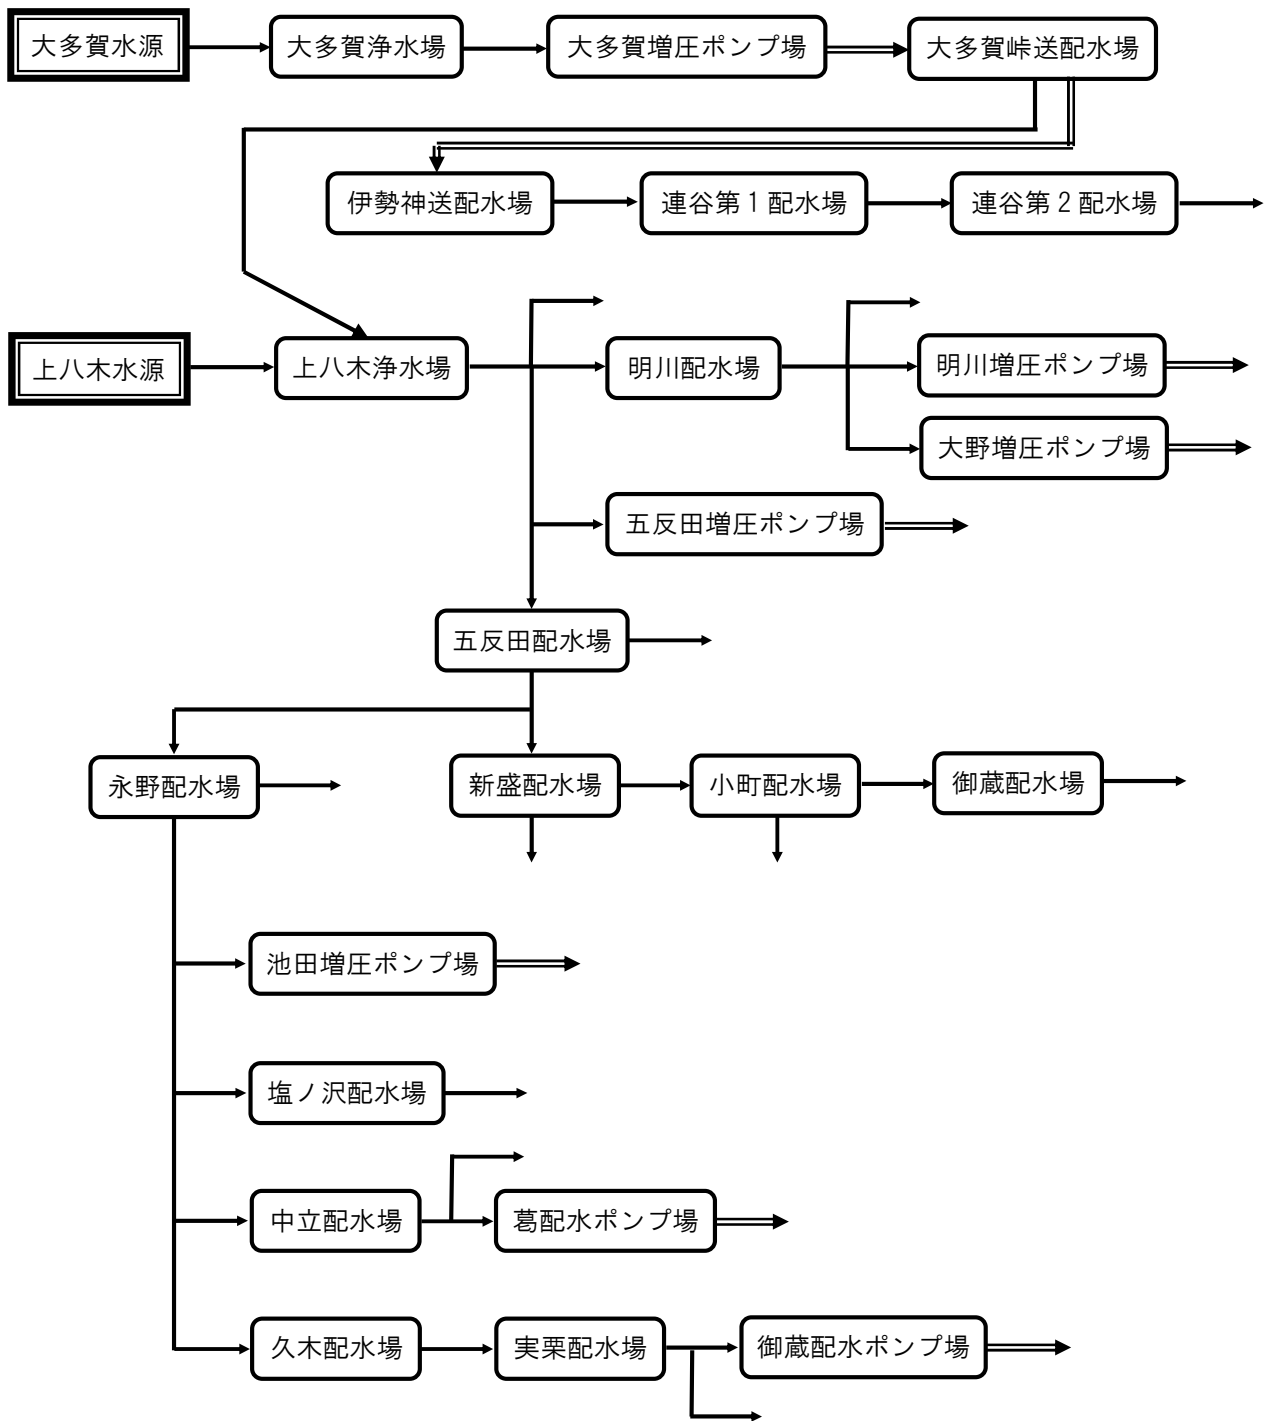 大多賀水源
大多賀浄水場
大多賀増圧ポンプ場
大多賀峠送配水場
伊勢神送配水場
連谷第1配水場
連谷第2配水場
上八木水源
上八木浄水場
明川配水場
明川増圧ポンプ場
大野増圧ポンプ場
五反田増圧ポンプ場
五反田配水場
永野配水場
新盛配水場
小町配水場
御蔵配水場
池田増圧ポンプ場
塩ノ沢配水場
中立配水場
葛配水ポンプ場
久木配水場
実栗配水場
御蔵配水ポンプ場